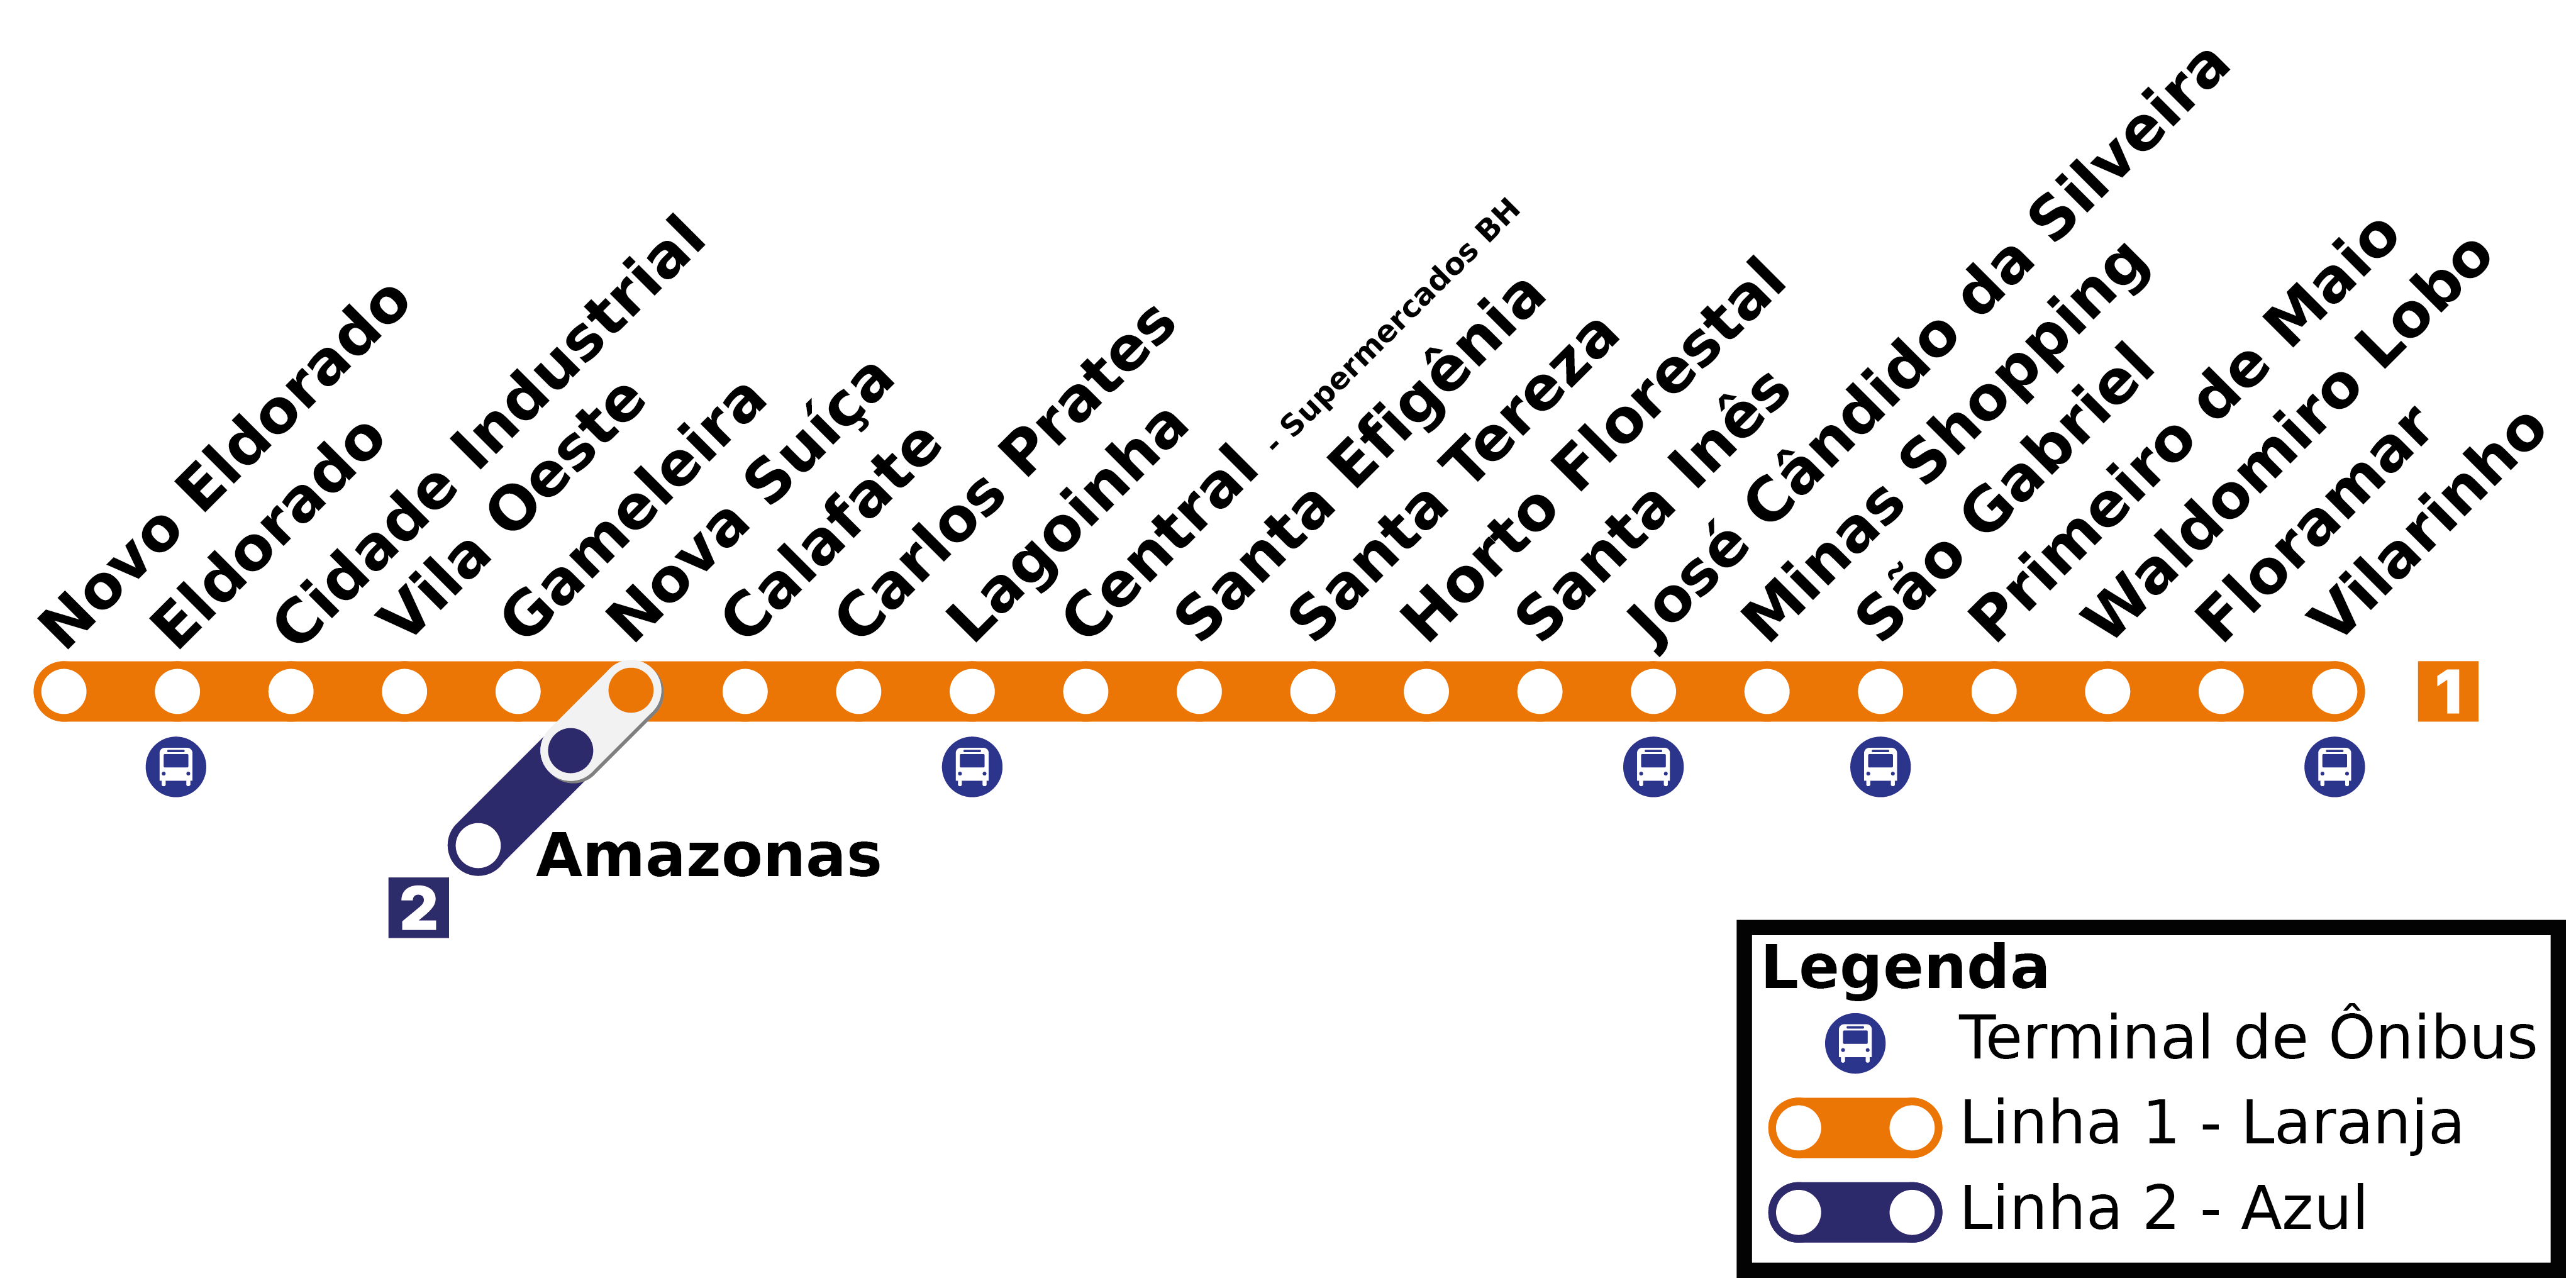 Novo Eldorado
Eldorado
Cidade Industrial
Vila Oeste
Gameleira
Nova Suíça
Calafate
Carlos Prates
Lagoinha
Central - Supermercados BH
Santa Efigênia
Santa Tereza
Horto Florestal
Santa Inês
José Cândido da Silveira
Minas Shopping
São Gabriel
Primeiro de Maio
Waldomiro Lobo
Floramar
Vilarinho
1
Amazonas
2
Legenda
Terminal de Ônibus
Linha 1 - Laranja
Linha 2 - Azul